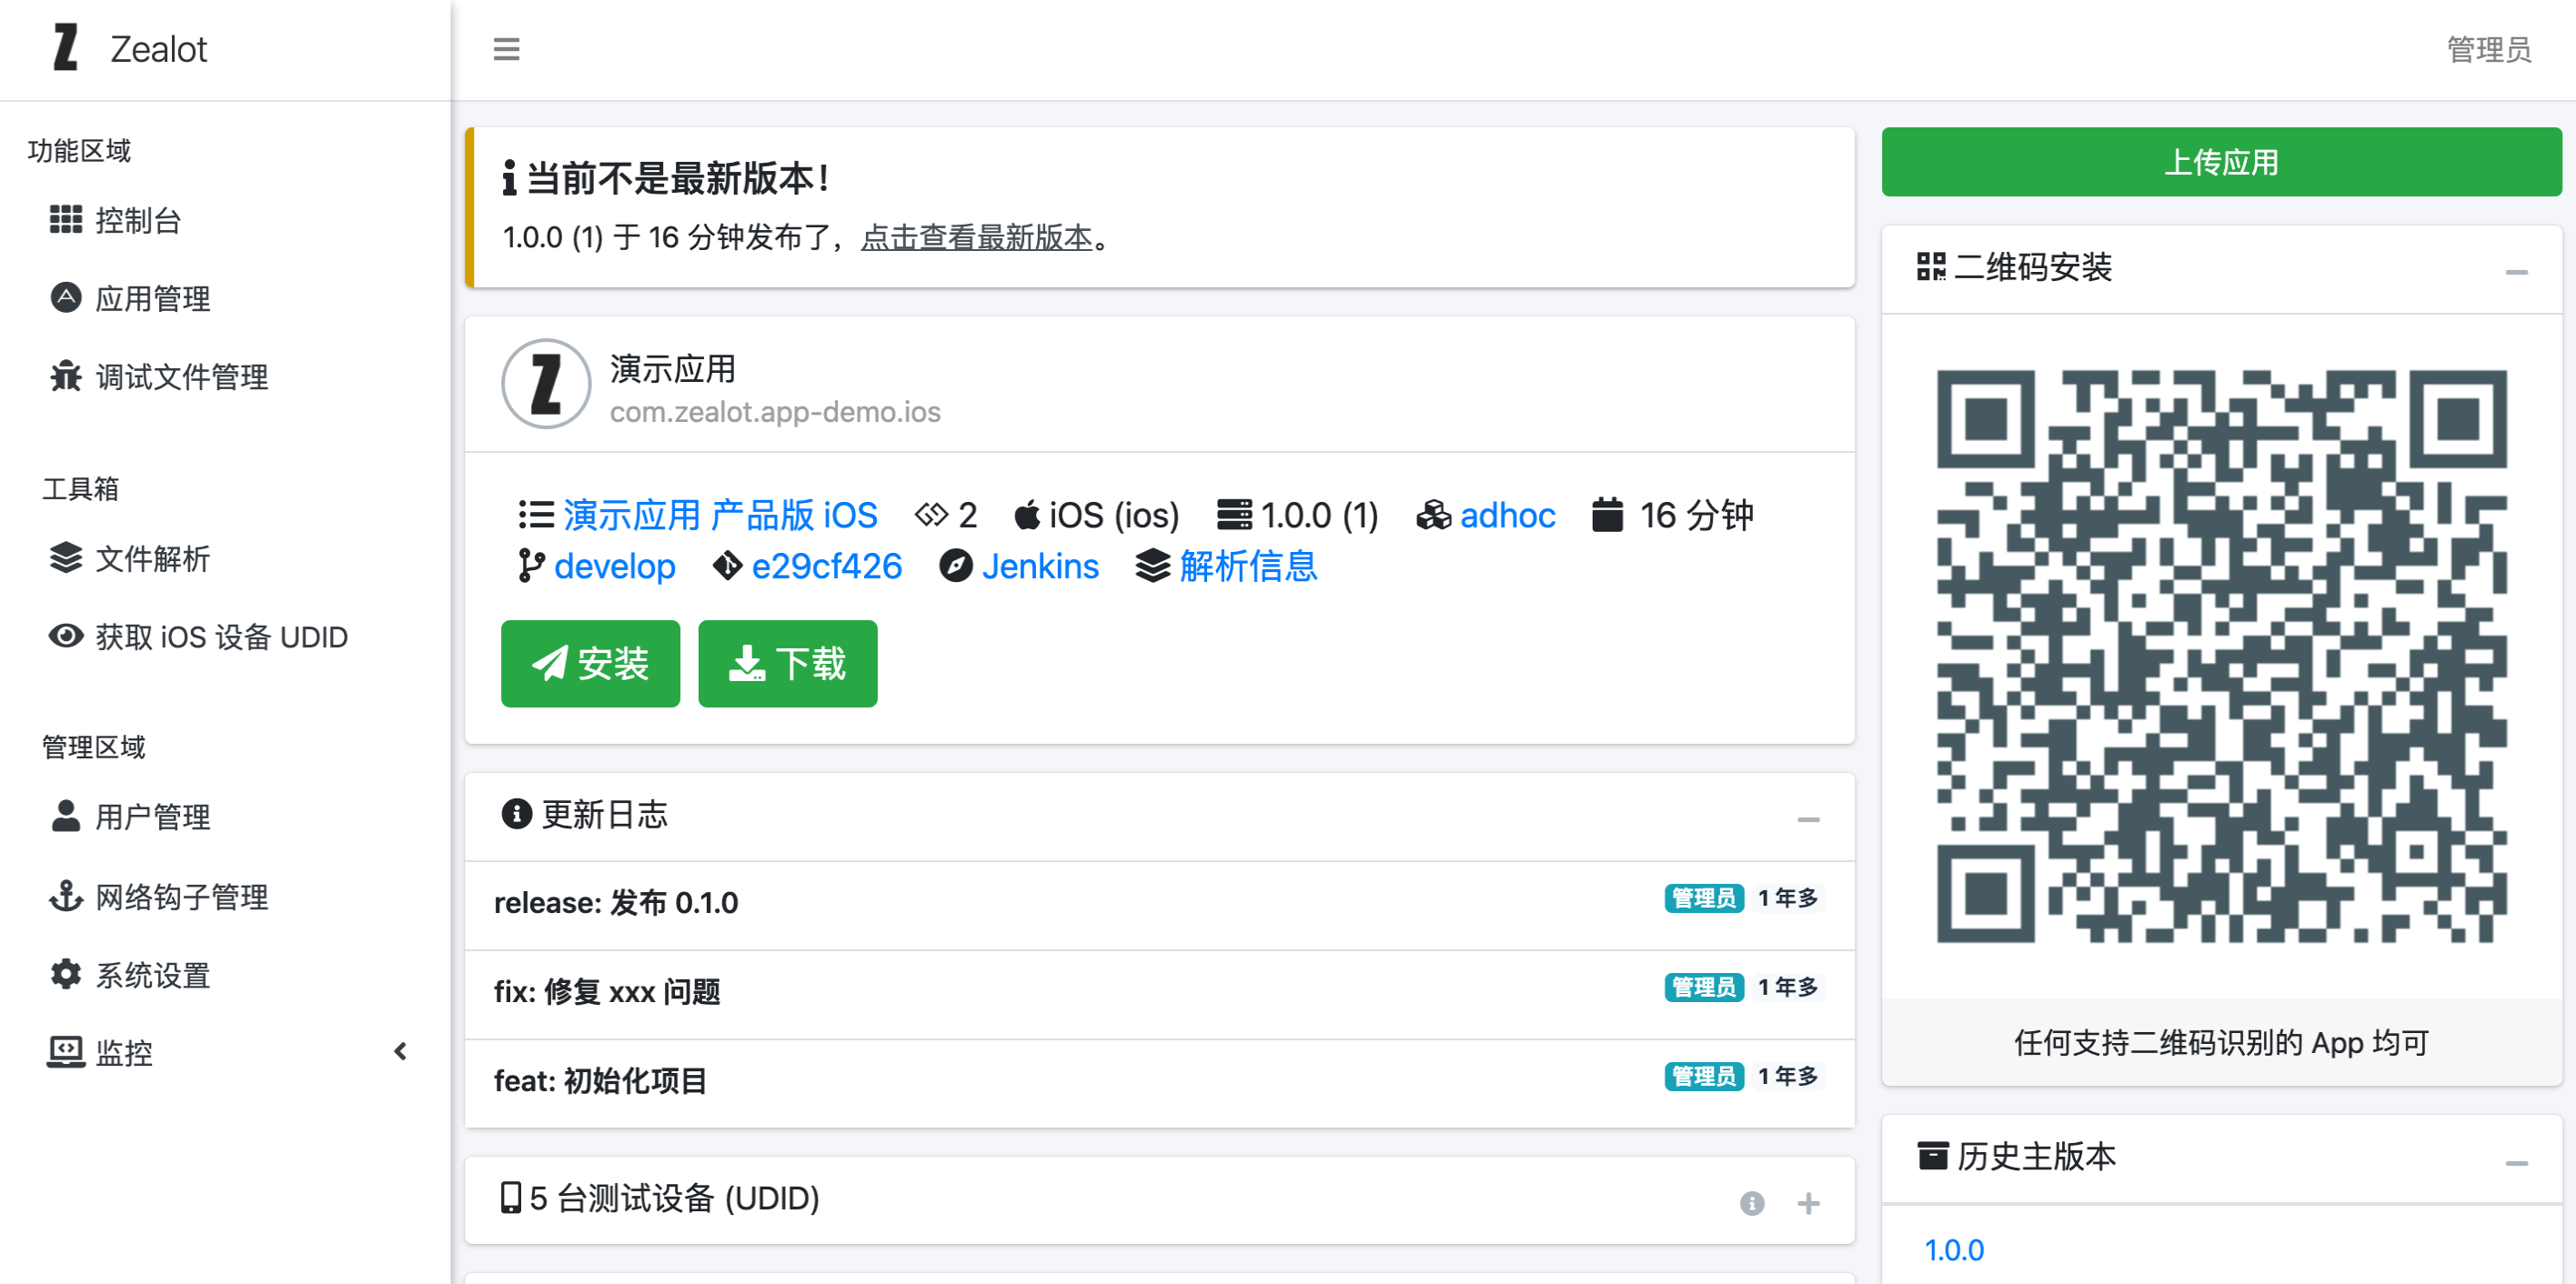 Zealot
管理员
功能区域
控制台
应用管理
调试文件管理
工具箱
文件解析
获取 iOS 设备 UDID
管理区域
用户管理
网络钩子管理
系统设置
监控
当前不是最新版本！
1.0.0 (1) 于 16 分钟发布了，点击查看最新版本。
演示应用
com.zealot.app-demo.ios
演示应用 产品版 iOS 2 iOS (ios) 1.0.0 (1) adhoc 16 分钟
develop e29cf426 Jenkins 解析信息
安装 下载
更新日志
release: 发布 0.1.0 管理员 1 年多
fix: 修复 xxx 问题 管理员 1 年多
feat: 初始化项目 管理员 1 年多
5 台测试设备 (UDID)
上传应用
二维码安装
任何支持二维码识别的 App 均可
历史主版本
1.0.0